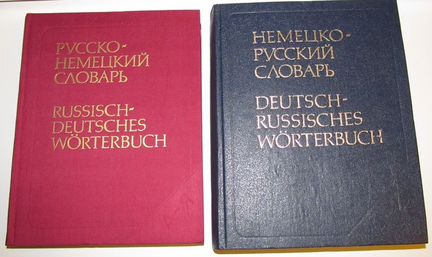 РУССКО-
НЕМЕЦКИЙ
СЛОВАРЬ
RUSSISCH-
DEUTSCHES
WÖRTERBUCH
НЕМЕЦКО-
РУССКИЙ
СЛОВАРЬ
DEUTSCH-
RUSSISCHES
WÖRTERBUCH